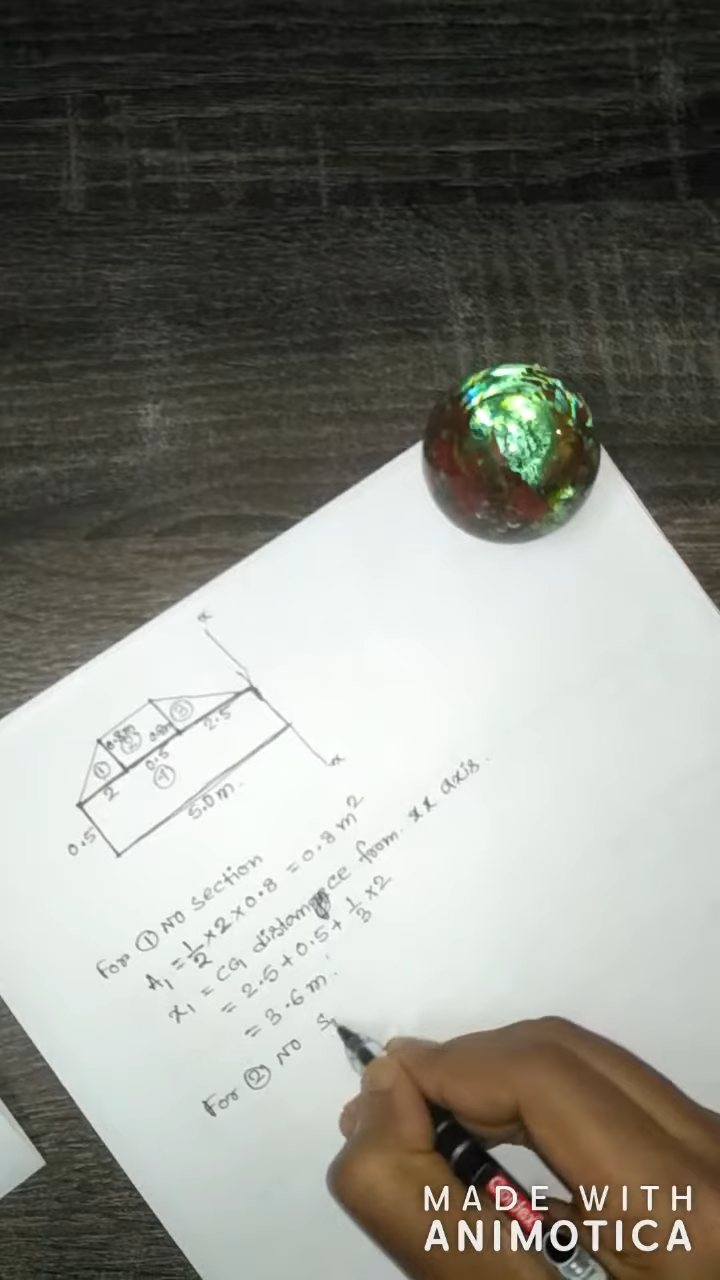 x
0.8m
②
0.8m
③
①
2
0.5
2.5
④
0.5
5.0m.
x
For ① NO section
A₁ = 1/2 × 2 × 0.8 = 0.8 m²
x₁ = CG distance from xx axis.
= 2.5 + 0.5 + 1/3 × 2
= 3.6 m.
For ② NO s
MADE WITH
ANIMOTICA